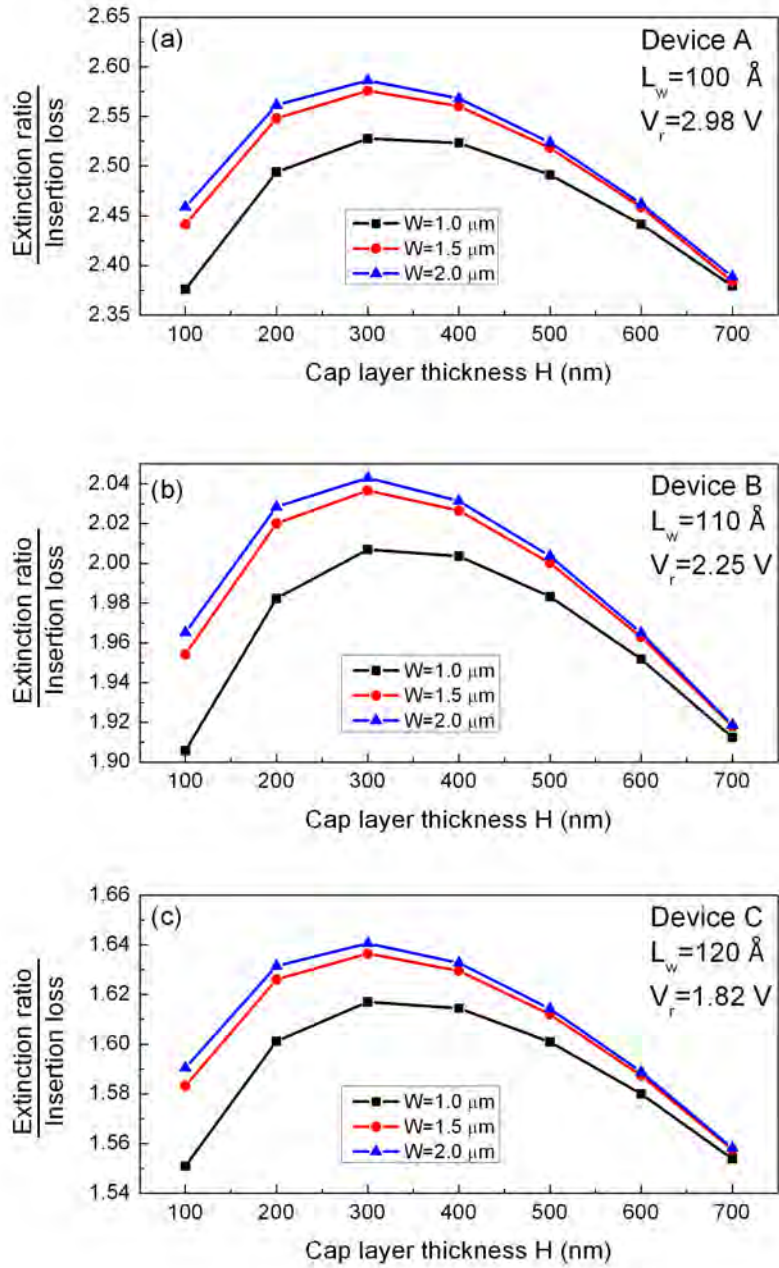 (a)
Device A
L_w=100 Å
V_r=2.98 V
Extinction ratio
Insertion loss
2.65
2.60
2.55
2.50
2.45
2.40
2.35
W=1.0 μm
W=1.5 μm
W=2.0 μm
100 200 300 400 500 600 700
Cap layer thickness H (nm)
(b)
Device B
L_w=110 Å
V_r=2.25 V
Extinction ratio
Insertion loss
2.04
2.02
2.00
1.98
1.96
1.94
1.92
1.90
W=1.0 μm
W=1.5 μm
W=2.0 μm
100 200 300 400 500 600 700
Cap layer thickness H (nm)
(c)
Device C
L_w=120 Å
V_r=1.82 V
Extinction ratio
Insertion loss
1.66
1.64
1.62
1.60
1.58
1.56
1.54
W=1.0 μm
W=1.5 μm
W=2.0 μm
100 200 300 400 500 600 700
Cap layer thickness H (nm)